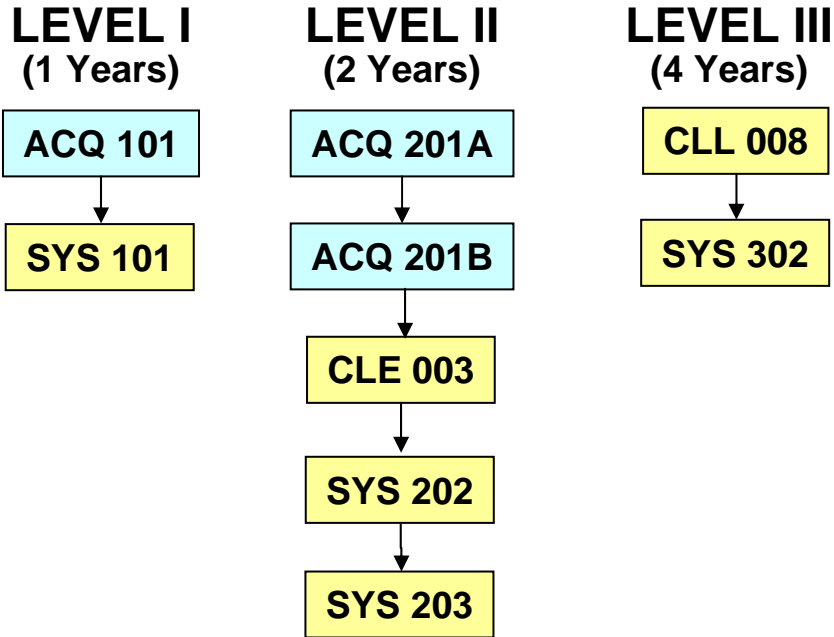 LEVEL I
(1 Years)
ACQ 101
SYS 101
LEVEL II
(2 Years)
ACQ 201A
ACQ 201B
CLE 003
SYS 202
SYS 203
LEVEL III
(4 Years)
CLL 008
SYS 302